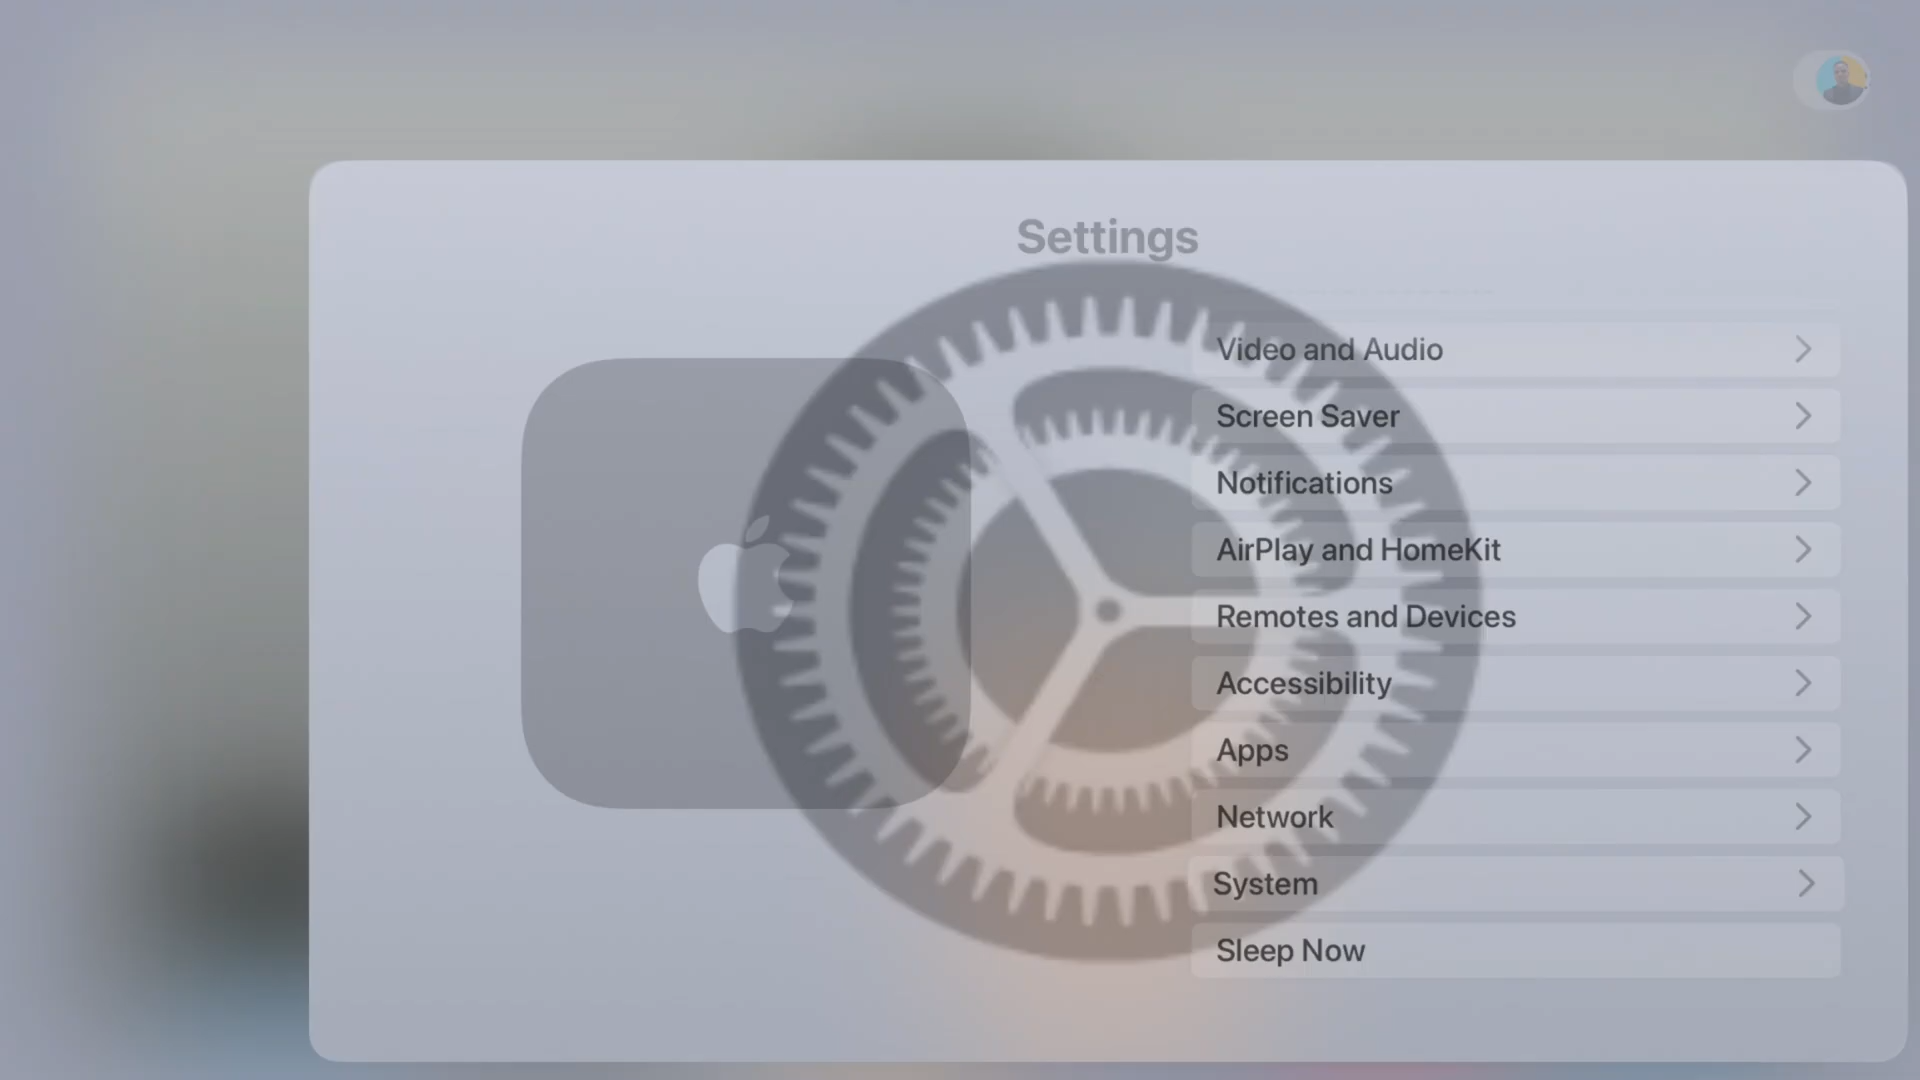 Settings
Video and Audio
Screen Saver
Notifications
AirPlay and HomeKit
Remotes and Devices
Accessibility
Apps
Network
System
Sleep Now